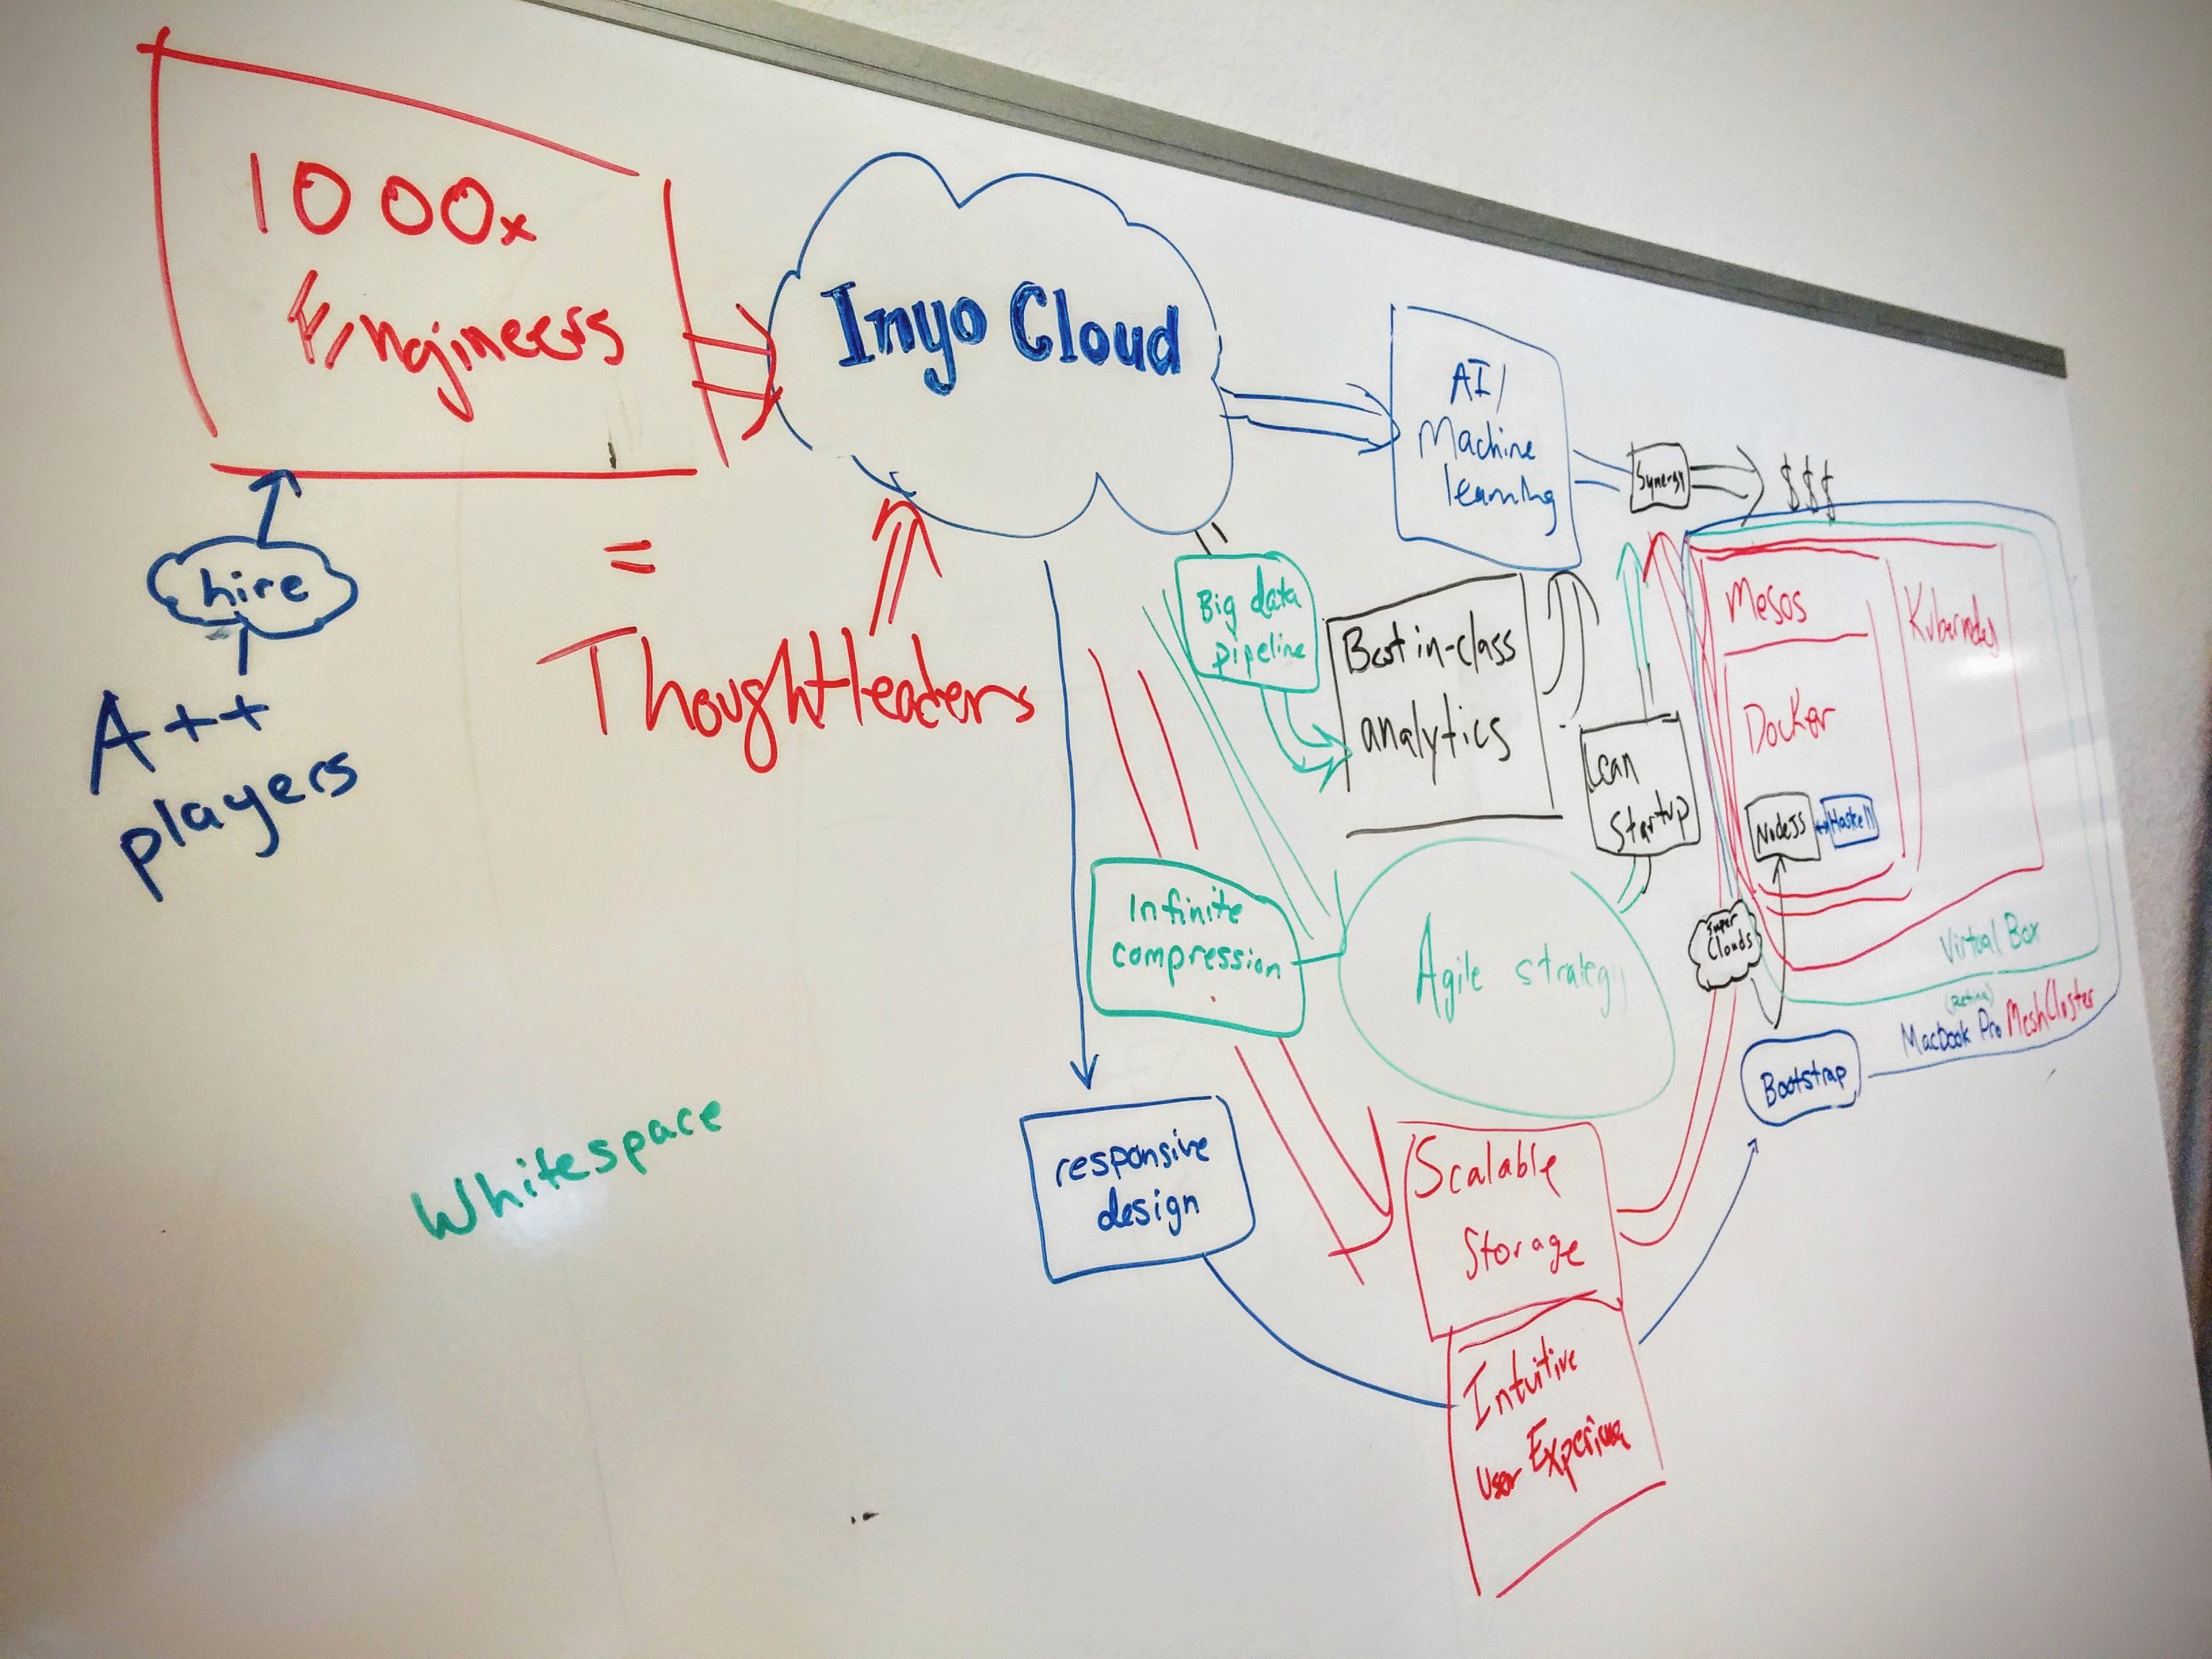 1000x
Engineers
hire
A++
players
=
Thoughtleaders
Whitespace
Inyo Cloud
AI/
Machine
learning
Synergy
$$$
Big data
pipeline
Best in-class
analytics
Lean
Startup
Infinite
compression
Agile strategy
responsive
design
Scalable
Storage
Intuitive
User Experience
Mesos
Kubernetes
Docker
NodeJS
Haskell
Super
Clouds
Virtual Box
(Retina)
Macbook Pro MeshCluster
Bootstrap